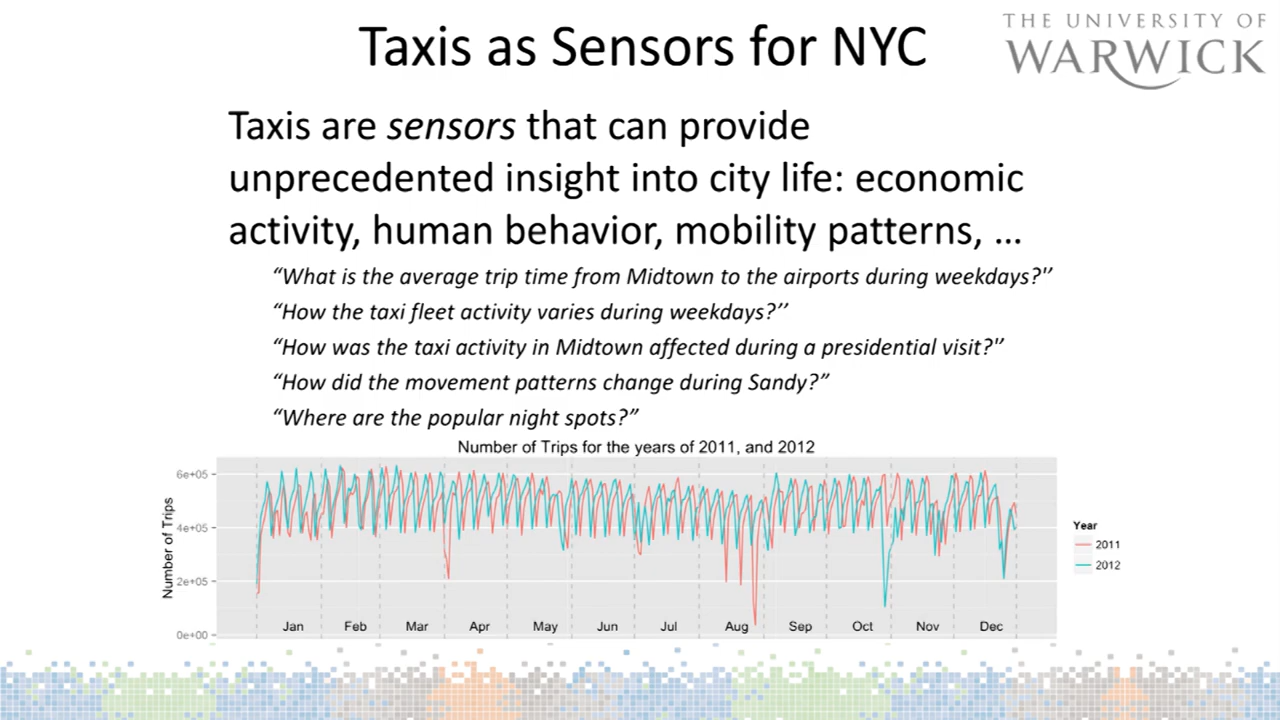 Taxis as Sensors for NYC
THE UNIVERSITY OF
WARWICK
Taxis are sensors that can provide
unprecedented insight into city life: economic
activity, human behavior, mobility patterns, …
“What is the average trip time from Midtown to the airports during weekdays?''
“How the taxi fleet activity varies during weekdays?’’
“How was the taxi activity in Midtown affected during a presidential visit?''
“How did the movement patterns change during Sandy?”
“Where are the popular night spots?”
Number of Trips for the years of 2011, and 2012
6e+05
4e+05
2e+05
0e+00
Number of Trips
Jan Feb Mar Apr May Jun Jul Aug Sep Oct Nov Dec
Year
2011
2012